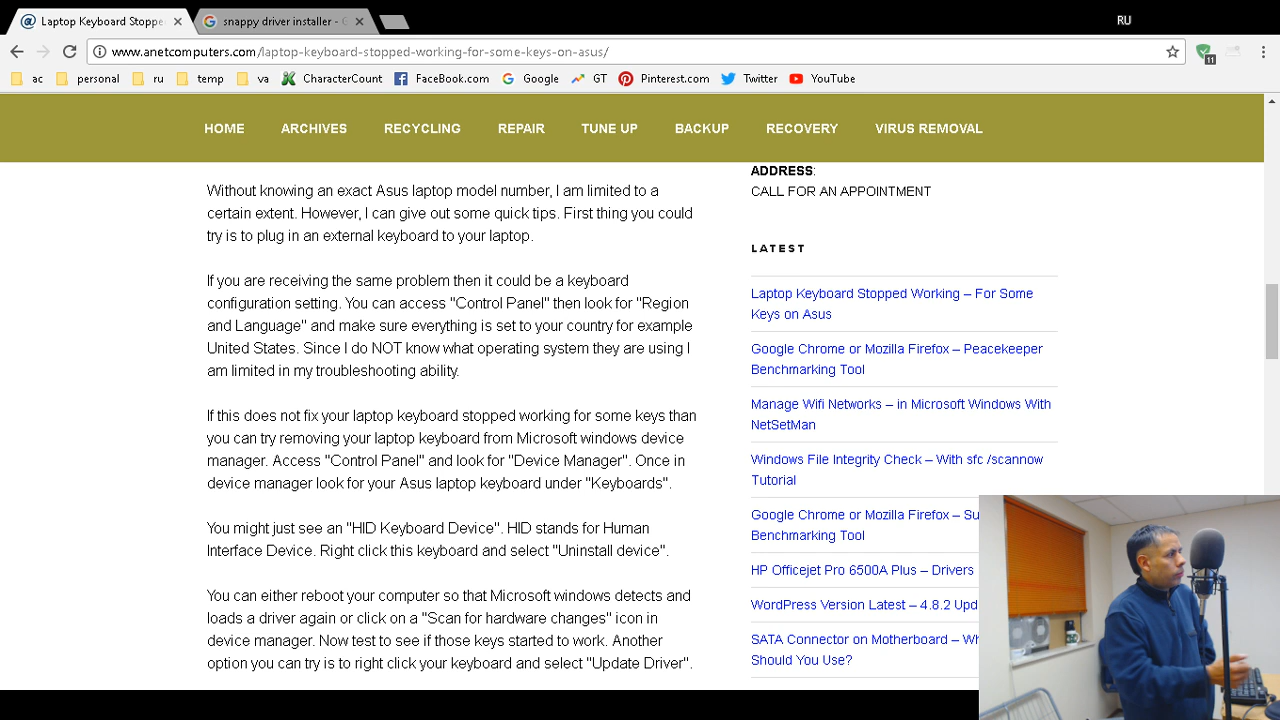 Laptop Keyboard Stoppe
snappy driver installer - G
RU
www.anetcomputers.com/laptop-keyboard-stopped-working-for-some-keys-on-asus/
11
ac
personal
ru
temp
va
CharacterCount
FaceBook.com
Google
GT
Pinterest.com
Twitter
YouTube
HOME
ARCHIVES
RECYCLING
REPAIR
TUNE UP
BACKUP
RECOVERY
VIRUS REMOVAL
Without knowing an exact Asus laptop model number, I am limited to a
certain extent. However, I can give out some quick tips. First thing you could
try is to plug in an external keyboard to your laptop.
If you are receiving the same problem then it could be a keyboard
configuration setting. You can access "Control Panel" then look for "Region
and Language" and make sure everything is set to your country for example
United States. Since I do NOT know what operating system they are using I
am limited in my troubleshooting ability.
If this does not fix your laptop keyboard stopped working for some keys than
you can try removing your laptop keyboard from Microsoft windows device
manager. Access "Control Panel" and look for "Device Manager". Once in
device manager look for your Asus laptop keyboard under "Keyboards".
You might just see an "HID Keyboard Device". HID stands for Human
Interface Device. Right click this keyboard and select "Uninstall device".
You can either reboot your computer so that Microsoft windows detects and
loads a driver again or click on a "Scan for hardware changes" icon in
device manager. Now test to see if those keys started to work. Another
option you can try is to right click your keyboard and select "Update Driver".
ADDRESS:
CALL FOR AN APPOINTMENT
LATEST
Laptop Keyboard Stopped Working – For Some
Keys on Asus
Google Chrome or Mozilla Firefox – Peacekeeper
Benchmarking Tool
Manage Wifi Networks – in Microsoft Windows With
NetSetMan
Windows File Integrity Check – With sfc /scannow
Tutorial
Google Chrome or Mozilla Firefox – Su
Benchmarking Tool
HP Officejet Pro 6500A Plus – Drivers
WordPress Version Latest – 4.8.2 Upd
SATA Connector on Motherboard – Wh
Should You Use?